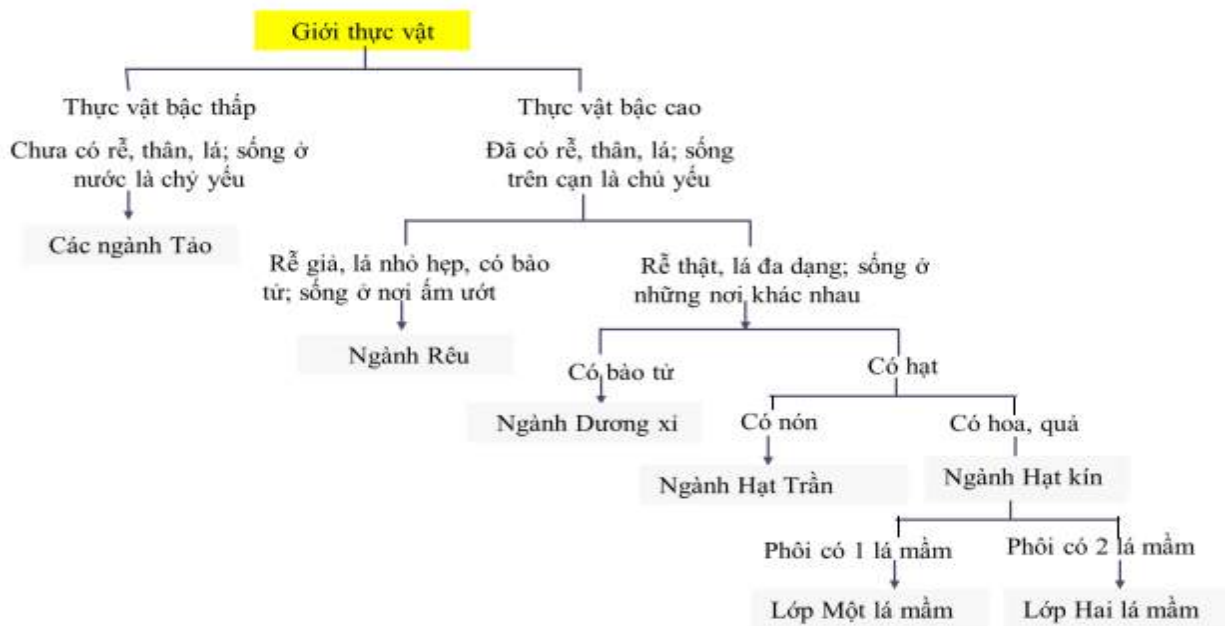 Giới thực vật
Thực vật bậc thấp
Thực vật bậc cao
Chưa có rễ, thân, lá; sống ở
nước là chỷ yếu
Đã có rễ, thân, lá; sống
trên cạn là chủ yếu
Các ngành Tảo
Rễ giả, lá nhỏ hẹp, có bào
tử; sống ở nơi ẩm ướt
Rễ thật, lá đa dạng; sống ở
những nơi khác nhau
Ngành Rêu
Có bào tử
Có hạt
Ngành Dương xỉ
Có nón
Có hoa, quả
Ngành Hạt Trần
Ngành Hạt kín
Phôi có 1 lá mầm
Phôi có 2 lá mầm
Lớp Một lá mầm
Lớp Hai lá mầm